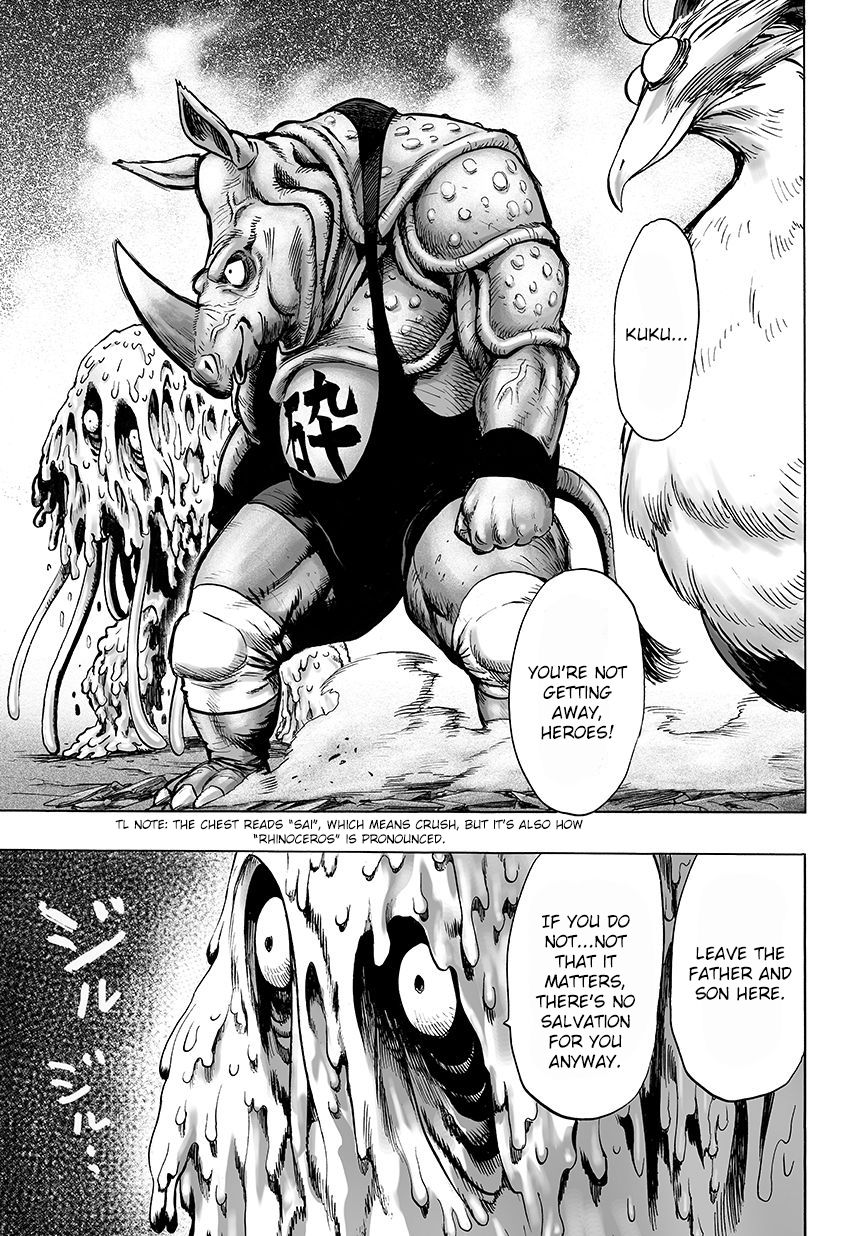 KUKU...
砕
YOU'RE NOT
GETTING
AWAY,
HEROES!
TL NOTE: THE CHEST READS "SAI", WHICH MEANS CRUSH, BUT IT'S ALSO HOW
"RHINOCEROS" IS PRONOUNCED.
LEAVE THE
FATHER AND
SON HERE.
IF YOU DO
NOT...NOT
THAT IT
MATTERS,
THERE'S NO
SALVATION
FOR YOU
ANYWAY.
ジルル
ジル...